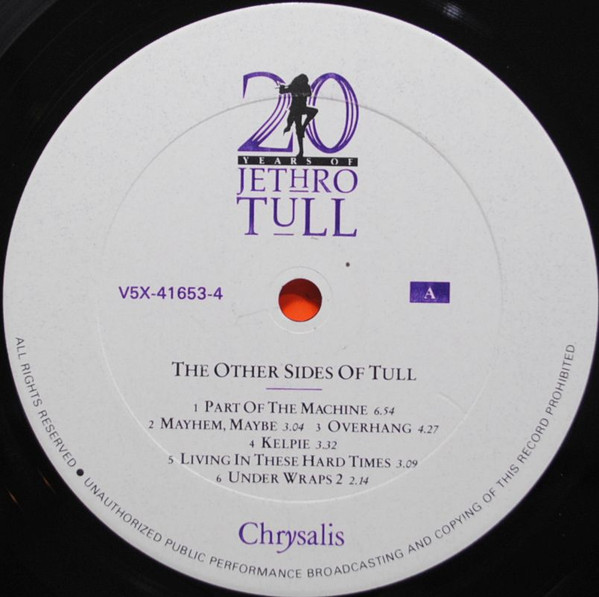 20
YEARS OF
JETHRO
TULL
V5X-41653-4
A
THE OTHER SIDES OF TULL
1 PART OF THE MACHINE 6.54
2 MAYHEM, MAYBE 3.04 3 OVERHANG 4.27
4 KELPIE 3.32
5 LIVING IN THESE HARD TIMES 3.09
6 UNDER WRAPS 2 2.14
Chrysalis
ALL RIGHTS RESERVED • UNAUTHORIZED PUBLIC PERFORMANCE BROADCASTING AND COPYING OF THIS RECORD PROHIBITED.